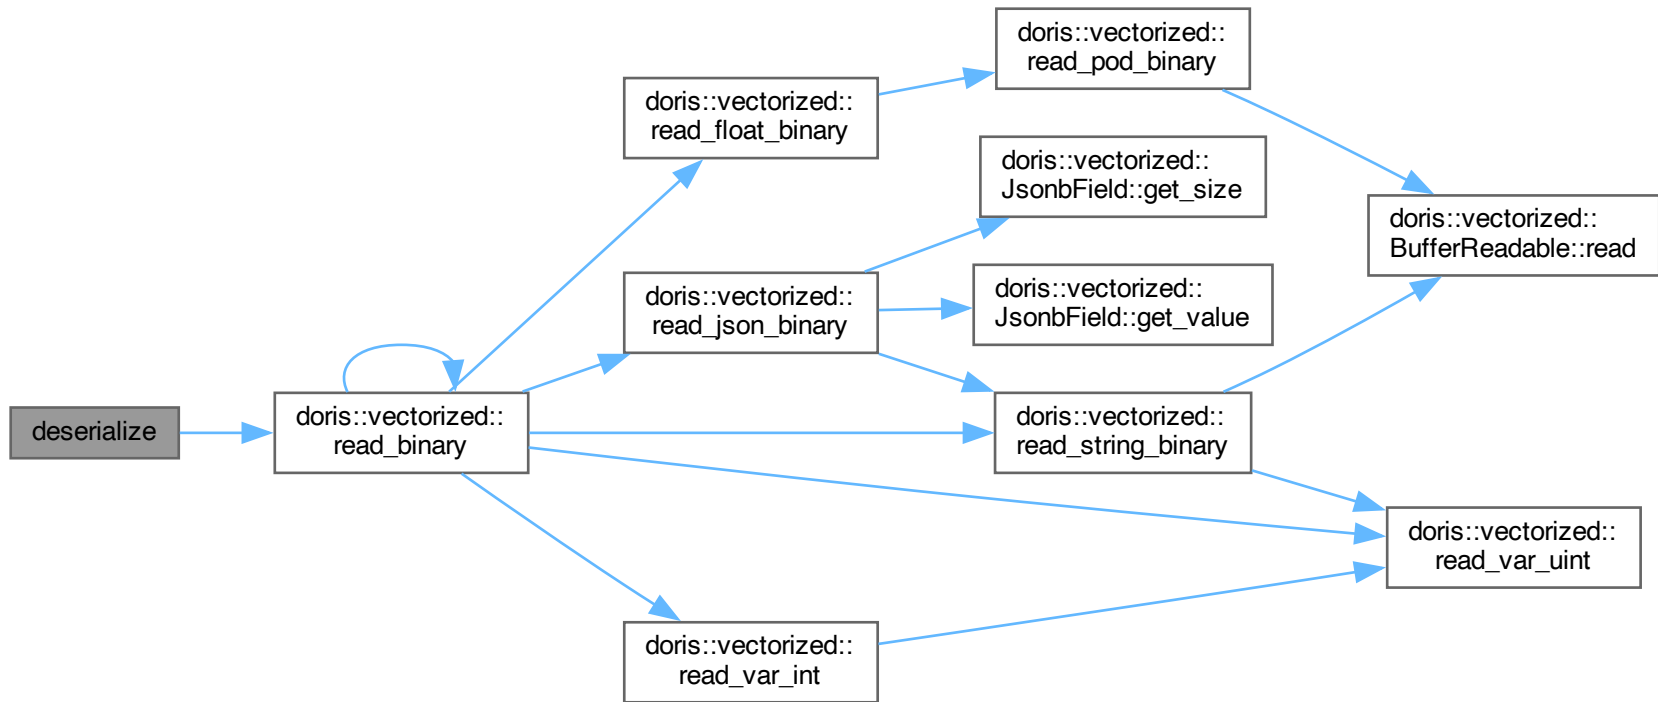 deserialize
doris::vectorized::
read_binary
doris::vectorized::
read_float_binary
doris::vectorized::
read_json_binary
doris::vectorized::
read_var_int
doris::vectorized::
read_pod_binary
doris::vectorized::
JsonbField::get_size
doris::vectorized::
JsonbField::get_value
doris::vectorized::
read_string_binary
doris::vectorized::
BufferReadable::read
doris::vectorized::
read_var_uint